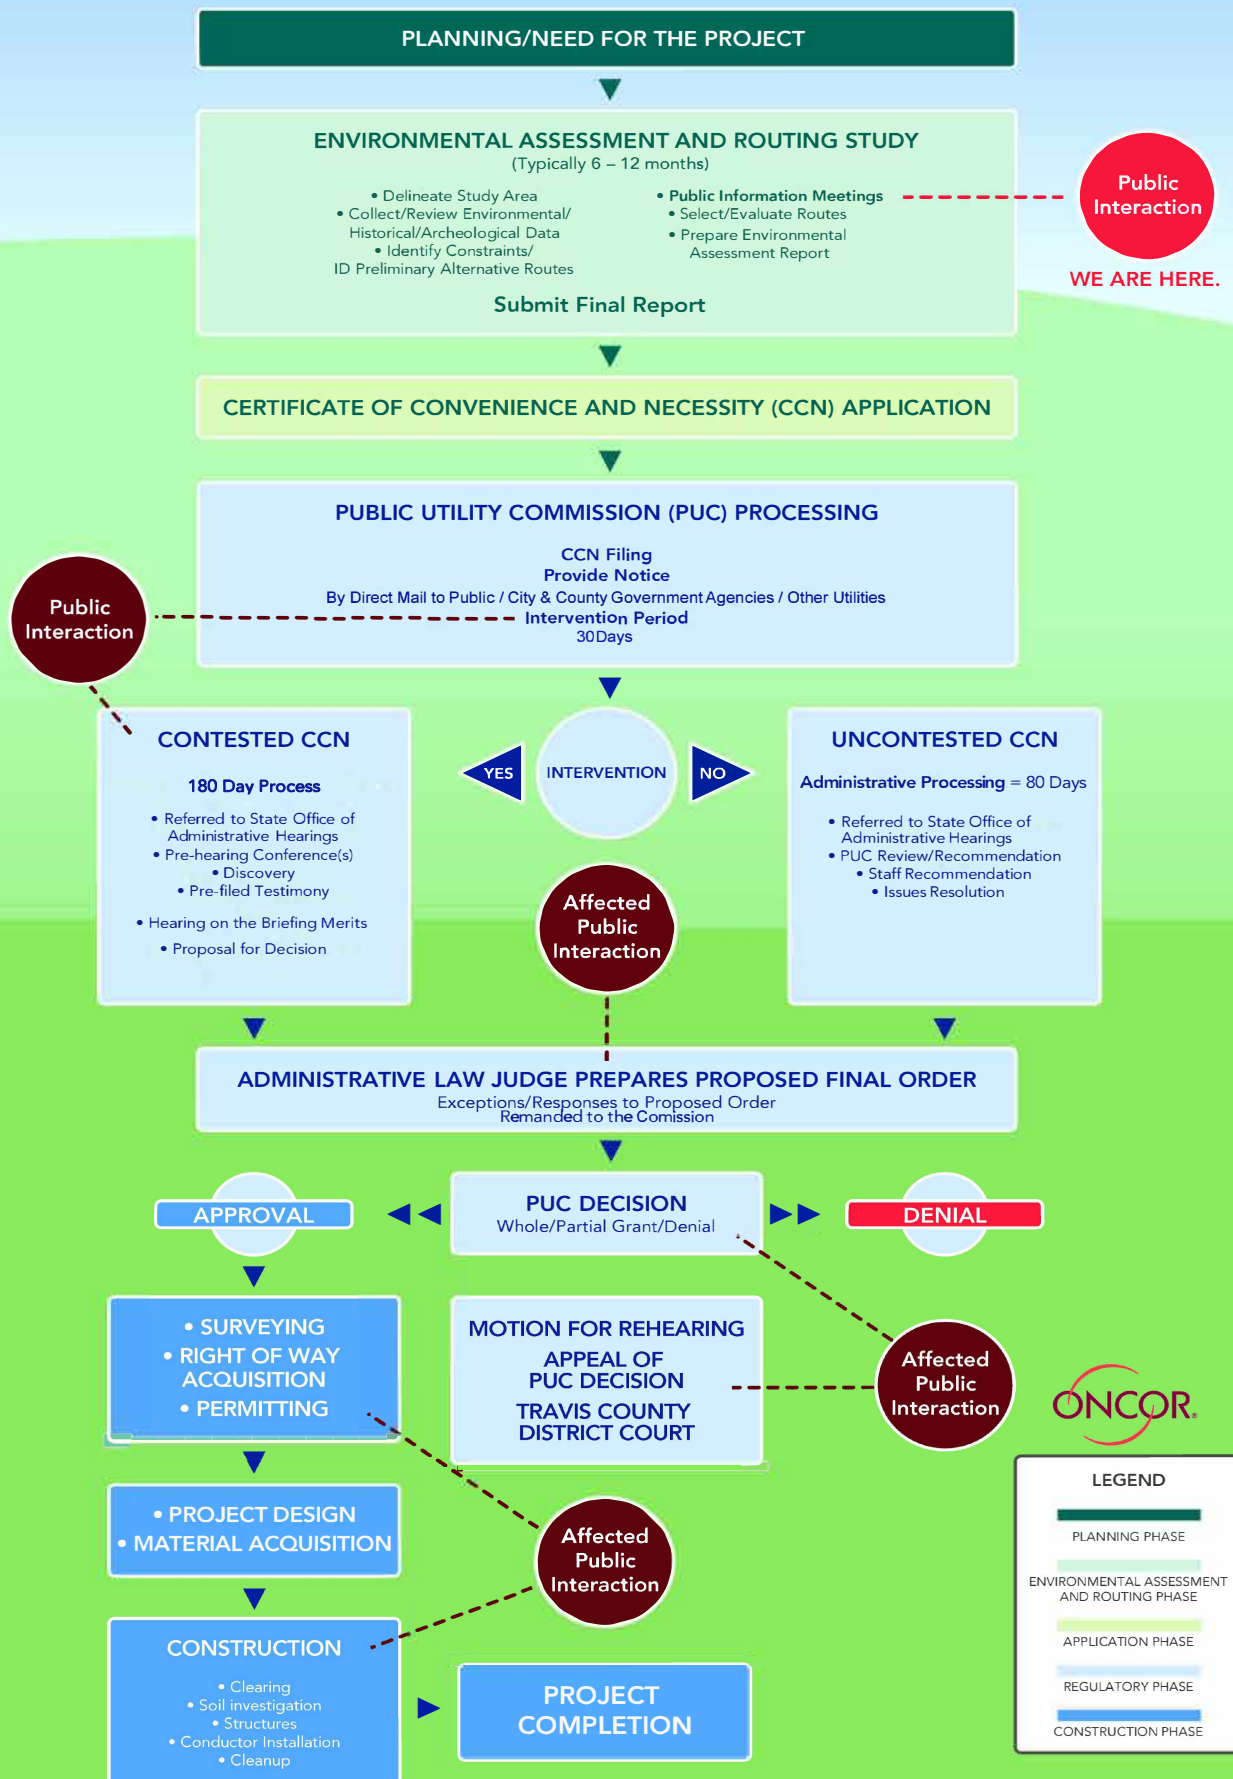 PLANNING/NEED FOR THE PROJECT
ENVIRONMENTAL ASSESSMENT AND ROUTING STUDY
(Typically 6 – 12 months)
• Delineate Study Area
• Collect/Review Environmental/
Historical/Archeological Data
• Identify Constraints/
ID Preliminary Alternative Routes
• Public Information Meetings
• Select/Evaluate Routes
• Prepare Environmental
Assessment Report
Submit Final Report
Public
Interaction
WE ARE HERE.
CERTIFICATE OF CONVENIENCE AND NECESSITY (CCN) APPLICATION
PUBLIC UTILITY COMMISSION (PUC) PROCESSING
CCN Filing
Provide Notice
By Direct Mail to Public / City & County Government Agencies / Other Utilities
Intervention Period
30Days
Public
Interaction
CONTESTED CCN
180 Day Process
• Referred to State Office of
Administrative Hearings
• Pre-hearing Conference(s)
• Discovery
• Pre-filed Testimony
• Hearing on the Briefing Merits
• Proposal for Decision
YES
INTERVENTION
NO
UNCONTESTED CCN
Administrative Processing = 80 Days
• Referred to State Office of
Administrative Hearings
• PUC Review/Recommendation
• Staff Recommendation
• Issues Resolution
Affected
Public
Interaction
ADMINISTRATIVE LAW JUDGE PREPARES PROPOSED FINAL ORDER
Exceptions/Responses to Proposed Order
Remanded to the Comission
APPROVAL
PUC DECISION
Whole/Partial Grant/Denial
DENIAL
• SURVEYING
• RIGHT OF WAY
ACQUISITION
• PERMITTING
MOTION FOR REHEARING
APPEAL OF
PUC DECISION
TRAVIS COUNTY
DISTRICT COURT
Affected
Public
Interaction
ONCOR®
• PROJECT DESIGN
• MATERIAL ACQUISITION
Affected
Public
Interaction
CONSTRUCTION
• Clearing
• Soil investigation
• Structures
• Conductor Installation
• Cleanup
PROJECT
COMPLETION
LEGEND
PLANNING PHASE
ENVIRONMENTAL ASSESSMENT
AND ROUTING PHASE
APPLICATION PHASE
REGULATORY PHASE
CONSTRUCTION PHASE